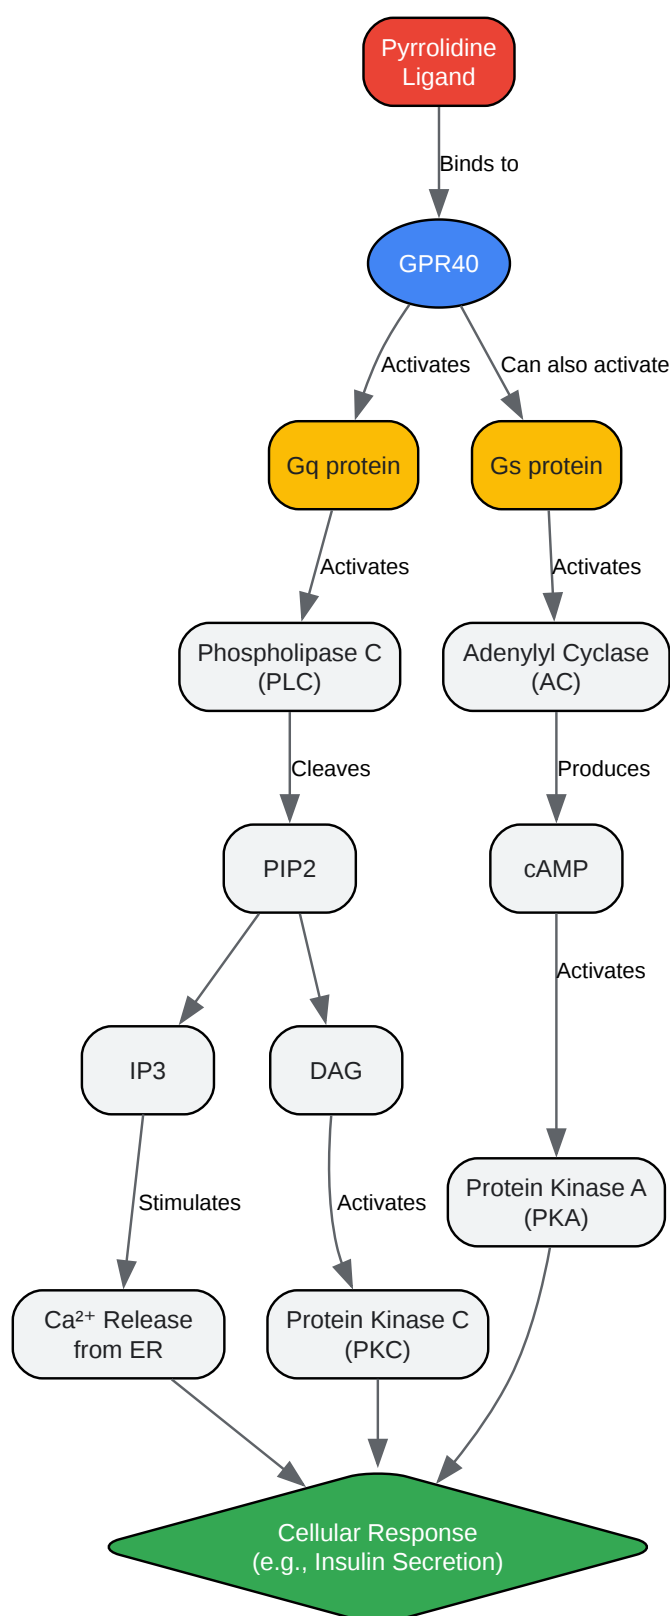 Pyrrolidine
Ligand
Binds to
GPR40
Activates
Can also activate
Gq protein
Gs protein
Activates
Activates
Phospholipase C
(PLC)
Adenylyl Cyclase
(AC)
Cleaves
Produces
PIP2
cAMP
Activates
IP3
DAG
Stimulates
Activates
Protein Kinase A
(PKA)
Ca²⁺ Release
from ER
Protein Kinase C
(PKC)
Cellular Response
(e.g., Insulin Secretion)